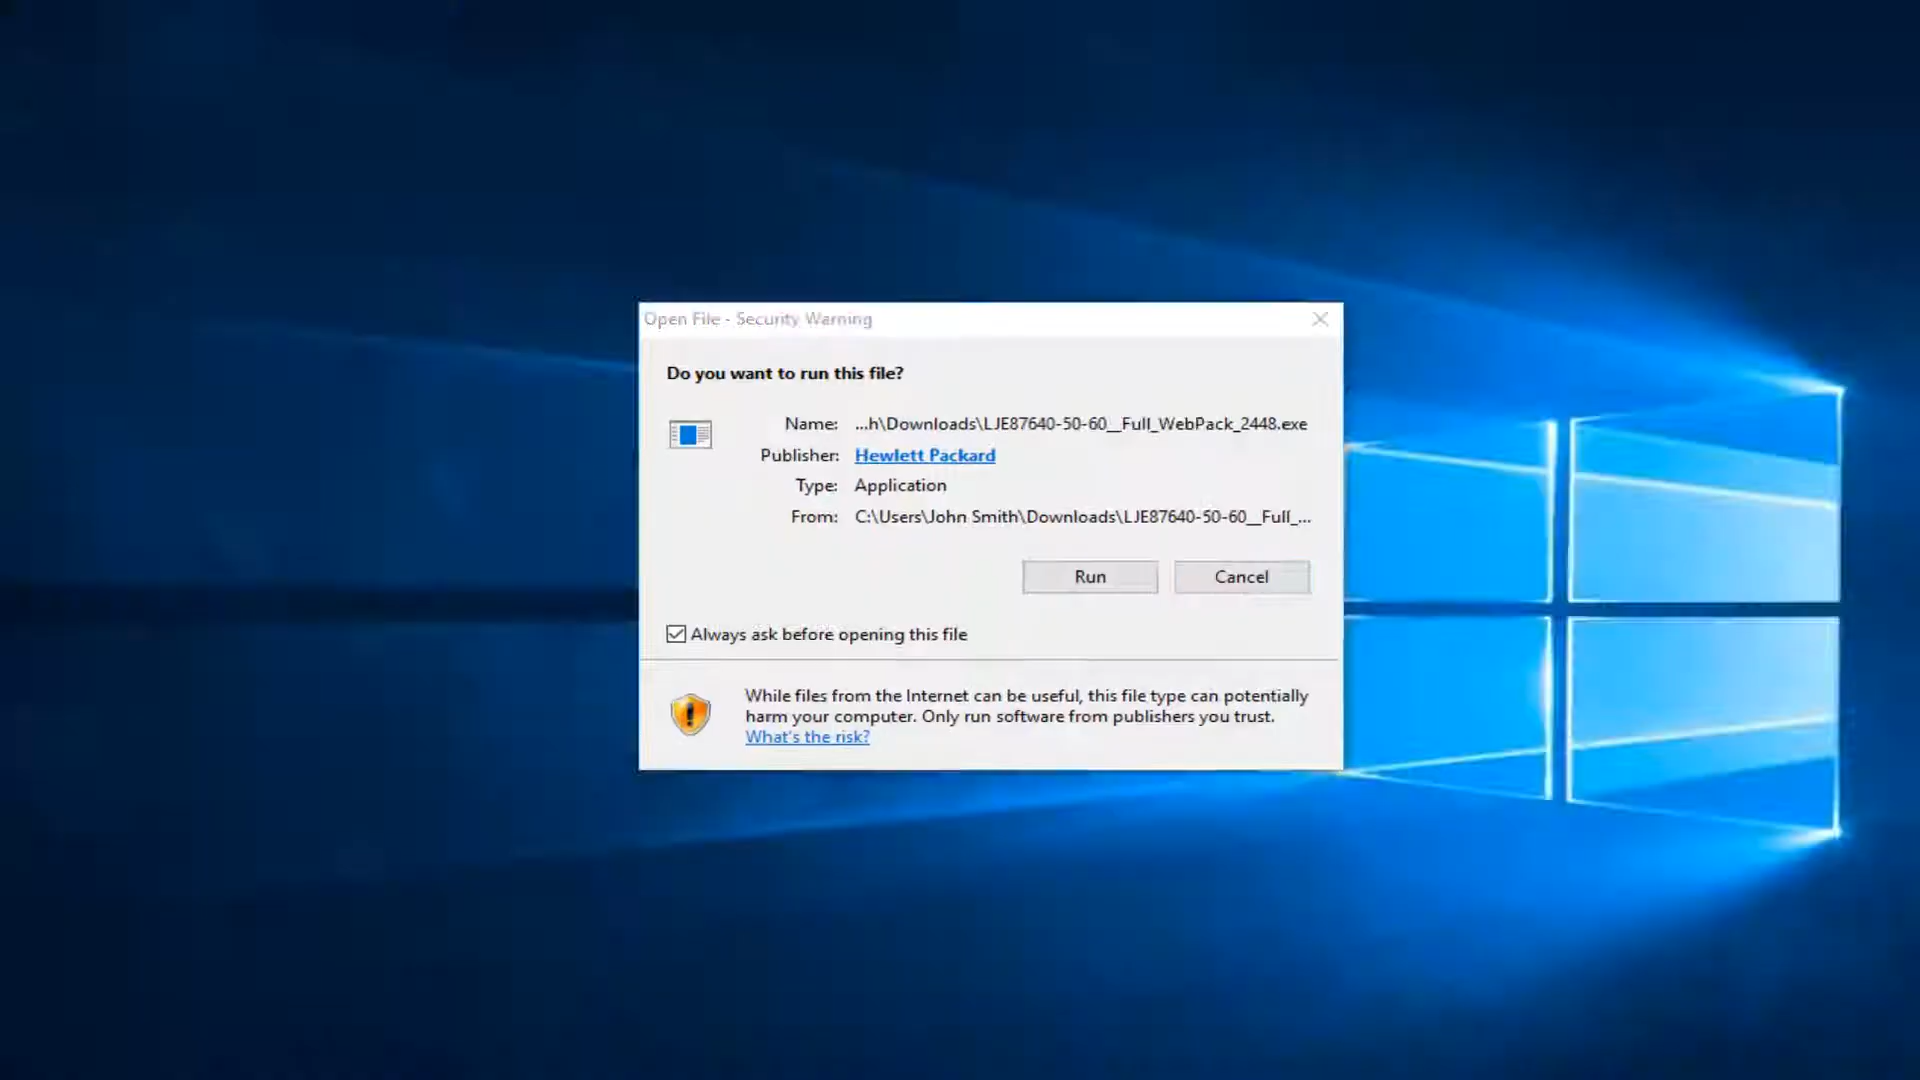 Open File - Security Warning
Do you want to run this file?
Name: ...h\Downloads\LJE87640-50-60__Full_WebPack_2448.exe
Publisher: Hewlett Packard
Type: Application
From: C:\Users\John Smith\Downloads\LJE87640-50-60__Full_...
Run Cancel
Always ask before opening this file
While files from the Internet can be useful, this file type can potentially
harm your computer. Only run software from publishers you trust.
What's the risk?